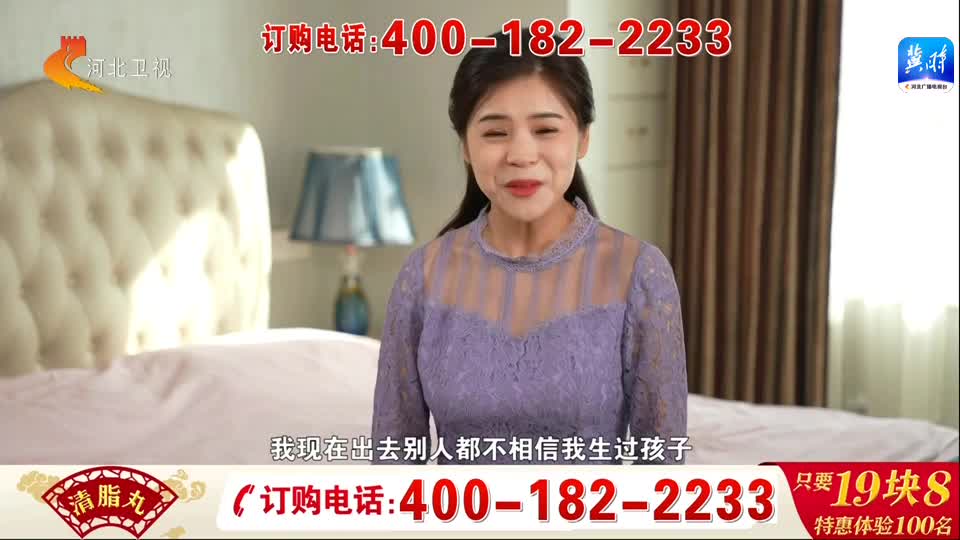 订购电话:400-182-2233
河北卫视
冀时
河北广播电视台
我现在出去别人都不相信我生过孩子
清脂丸
订购电话:400-182-2233
只要19块8
特惠体验100名